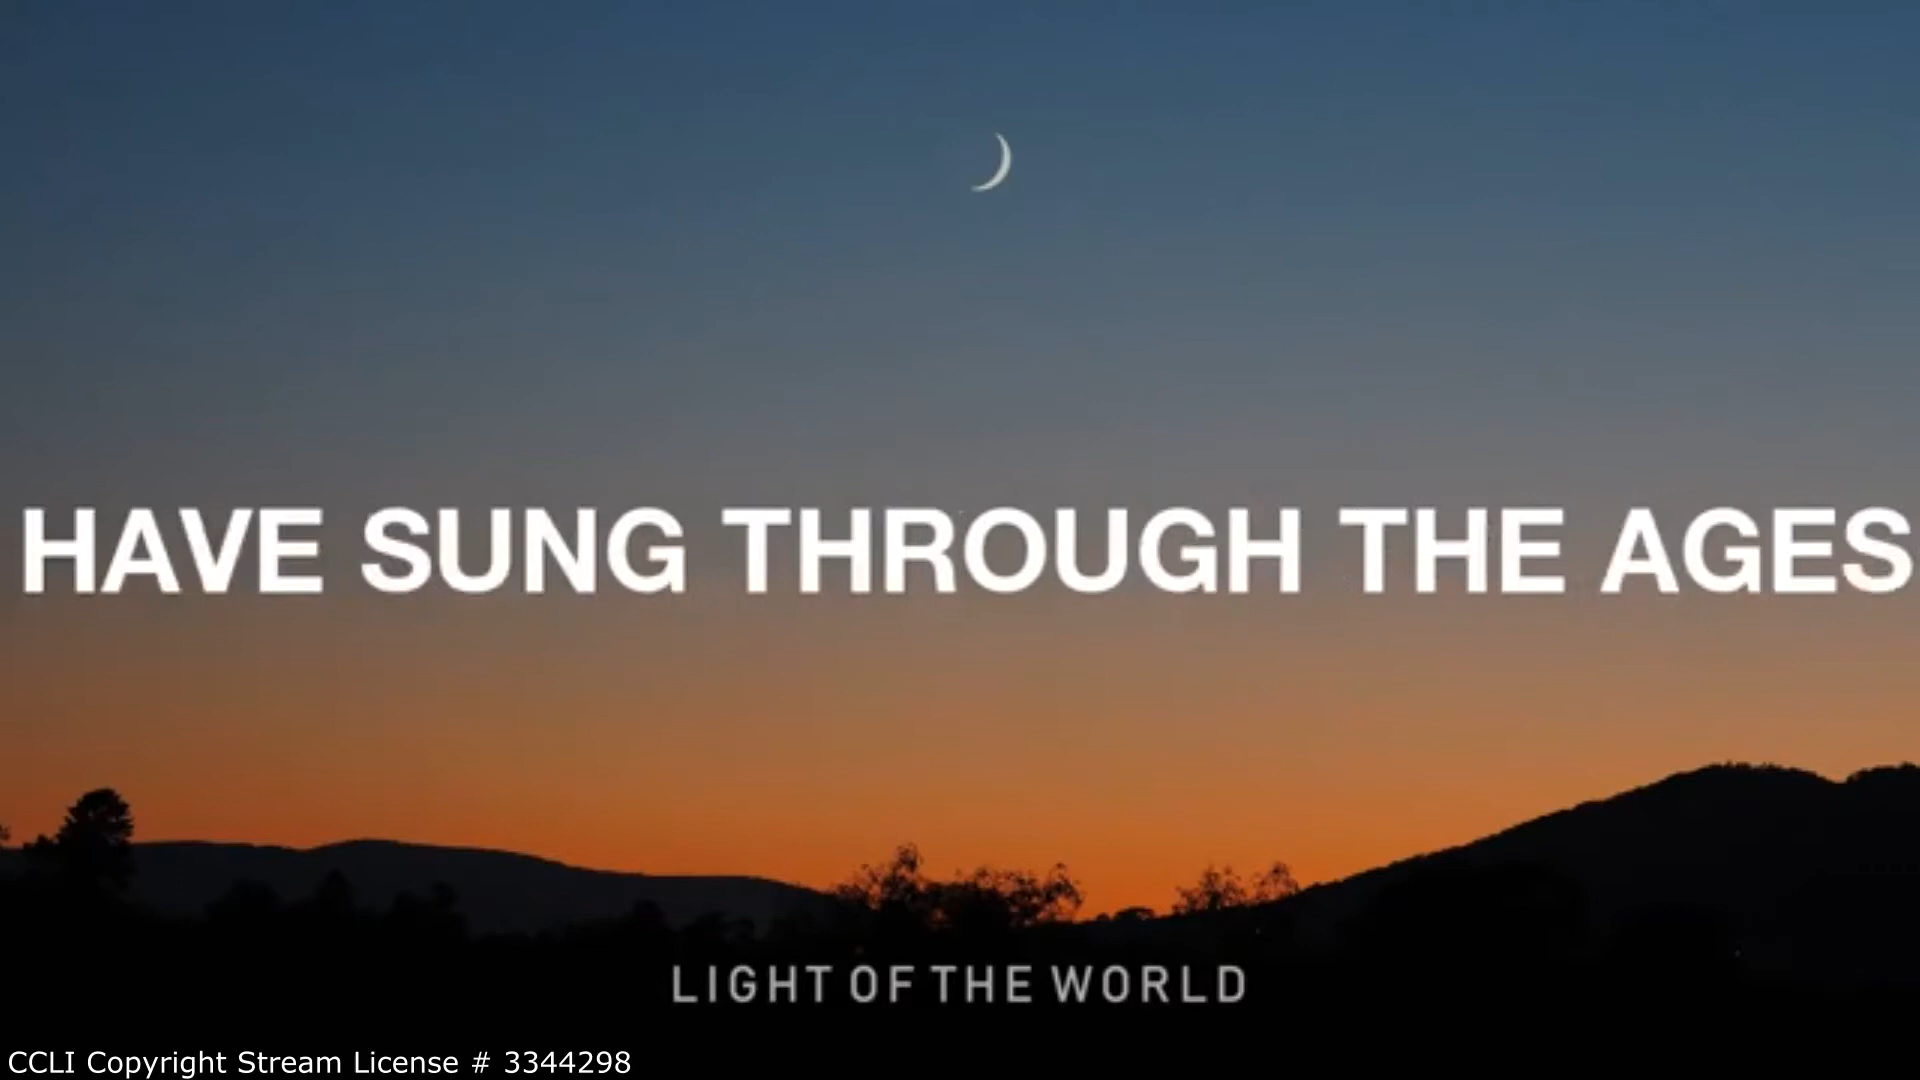 HAVE SUNG THROUGH THE AGES
LIGHT OF THE WORLD
CCLI Copyright Stream License # 3344298